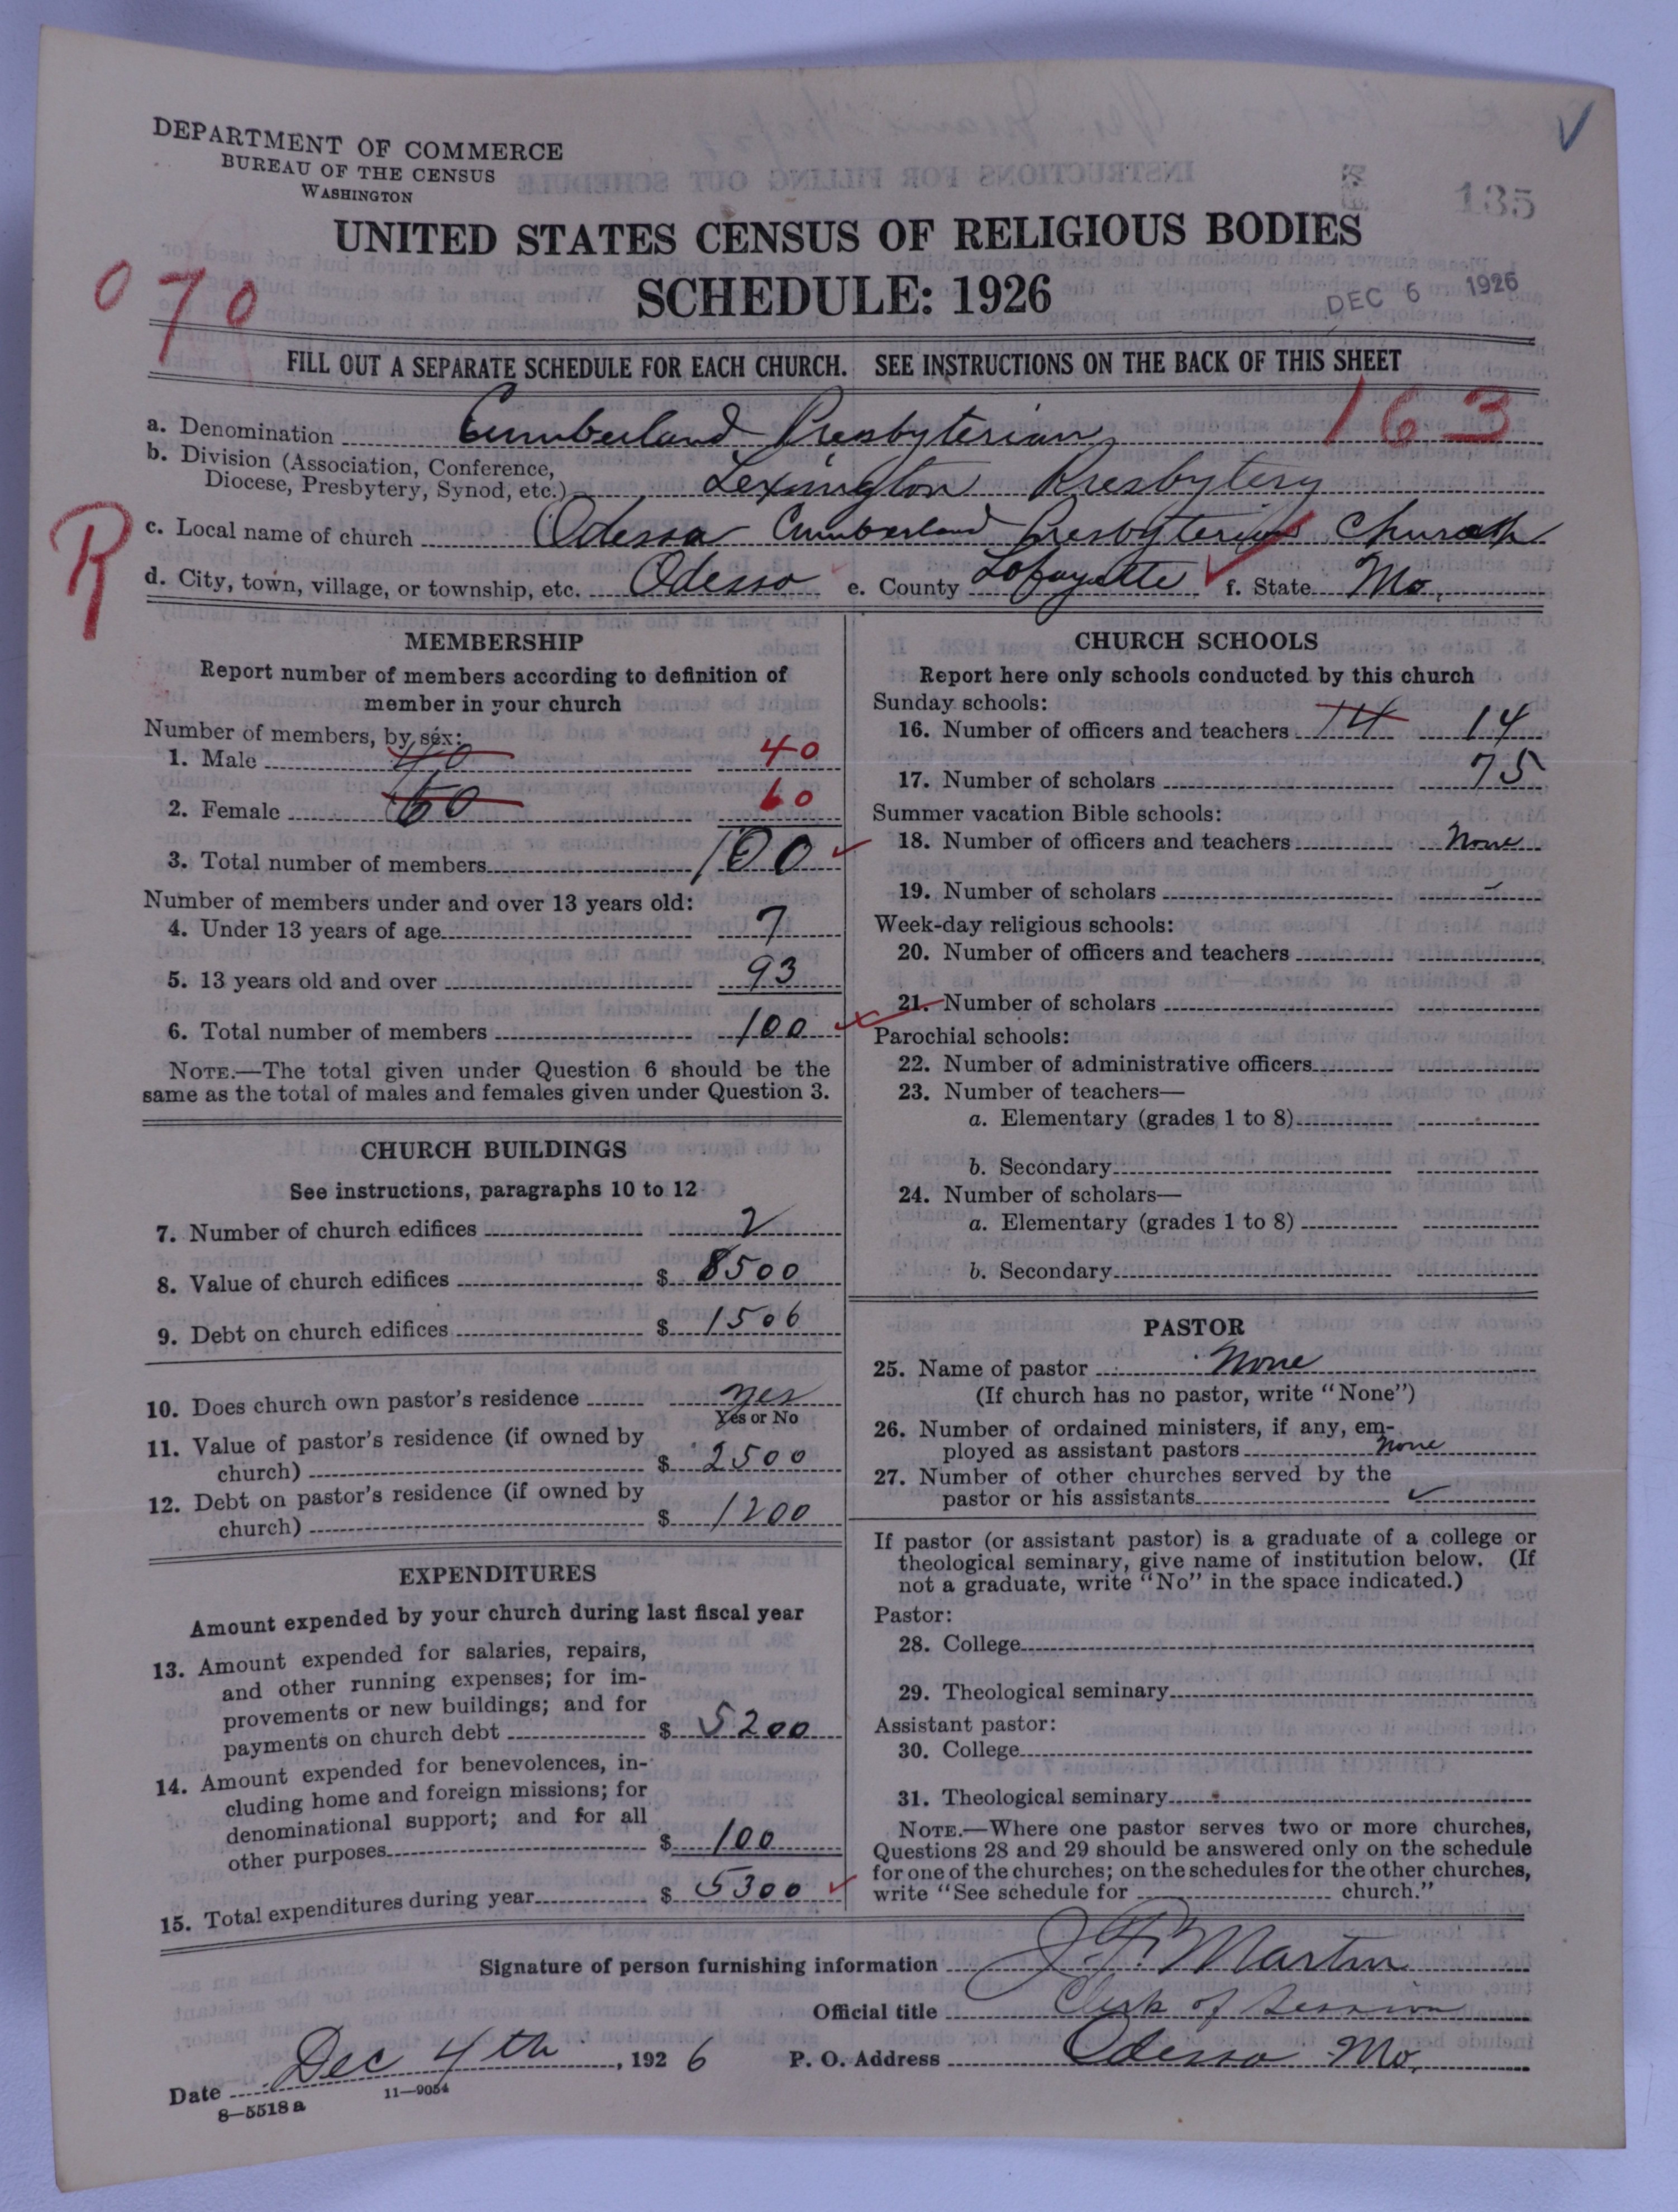 DEPARTMENT OF COMMERCE
BUREAU OF THE CENSUS
WASHINGTON
135
UNITED STATES CENSUS OF RELIGIOUS BODIES
SCHEDULE: 1926
DEC 6 1926
070
FILL OUT A SEPARATE SCHEDULE FOR EACH CHURCH. SEE INSTRUCTIONS ON THE BACK OF THIS SHEET
163
a. Denomination Cumberland Presbyterian
b. Division (Association, Conference,
Diocese, Presbytery, Synod, etc.) Lexington Presbytery
R
c. Local name of church Odessa Cumberland Presbyterian Church
d. City, town, village, or township, etc. Odessa e. County Lafayette f. State Mo.
MEMBERSHIP
Report number of members according to definition of
member in your church
Number of members, by sex:
1. Male 40 40
2. Female 60 60
3. Total number of members 100
Number of members under and over 13 years old:
4. Under 13 years of age 7
5. 13 years old and over 93
6. Total number of members 100
NOTE.—The total given under Question 6 should be the
same as the total of males and females given under Question 3.
CHURCH BUILDINGS
See instructions, paragraphs 10 to 12
7. Number of church edifices 2
8. Value of church edifices $ 8500
9. Debt on church edifices $ 1506
10. Does church own pastor's residence yes
Yes or No
11. Value of pastor's residence (if owned by
church) $ 2500
12. Debt on pastor's residence (if owned by
church) $ 1200
EXPENDITURES
Amount expended by your church during last fiscal year
13. Amount expended for salaries, repairs,
and other running expenses; for im-
provements or new buildings; and for
payments on church debt $ 5200
14. Amount expended for benevolences, in-
cluding home and foreign missions; for
denominational support; and for all
other purposes $ 100
15. Total expenditures during year $ 5300
CHURCH SCHOOLS
Report here only schools conducted by this church
Sunday schools:
16. Number of officers and teachers 14 14
17. Number of scholars 75
Summer vacation Bible schools:
18. Number of officers and teachers None
19. Number of scholars –
Week-day religious schools:
20. Number of officers and teachers
21. Number of scholars
Parochial schools:
22. Number of administrative officers
23. Number of teachers—
a. Elementary (grades 1 to 8)
b. Secondary
24. Number of scholars—
a. Elementary (grades 1 to 8)
b. Secondary
PASTOR
25. Name of pastor None
(If church has no pastor, write "None")
26. Number of ordained ministers, if any, em-
ployed as assistant pastors none
27. Number of other churches served by the
pastor or his assistants
If pastor (or assistant pastor) is a graduate of a college or
theological seminary, give name of institution below. (If
not a graduate, write "No" in the space indicated.)
Pastor:
28. College
29. Theological seminary
Assistant pastor:
30. College
31. Theological seminary
NOTE.—Where one pastor serves two or more churches,
Questions 28 and 29 should be answered only on the schedule
for one of the churches; on the schedules for the other churches,
write "See schedule for church."
Signature of person furnishing information Martin
Official title Clerk of Session
Date Dec 4th, 1926 P. O. Address Odessa Mo.
8—5518a 11—9054